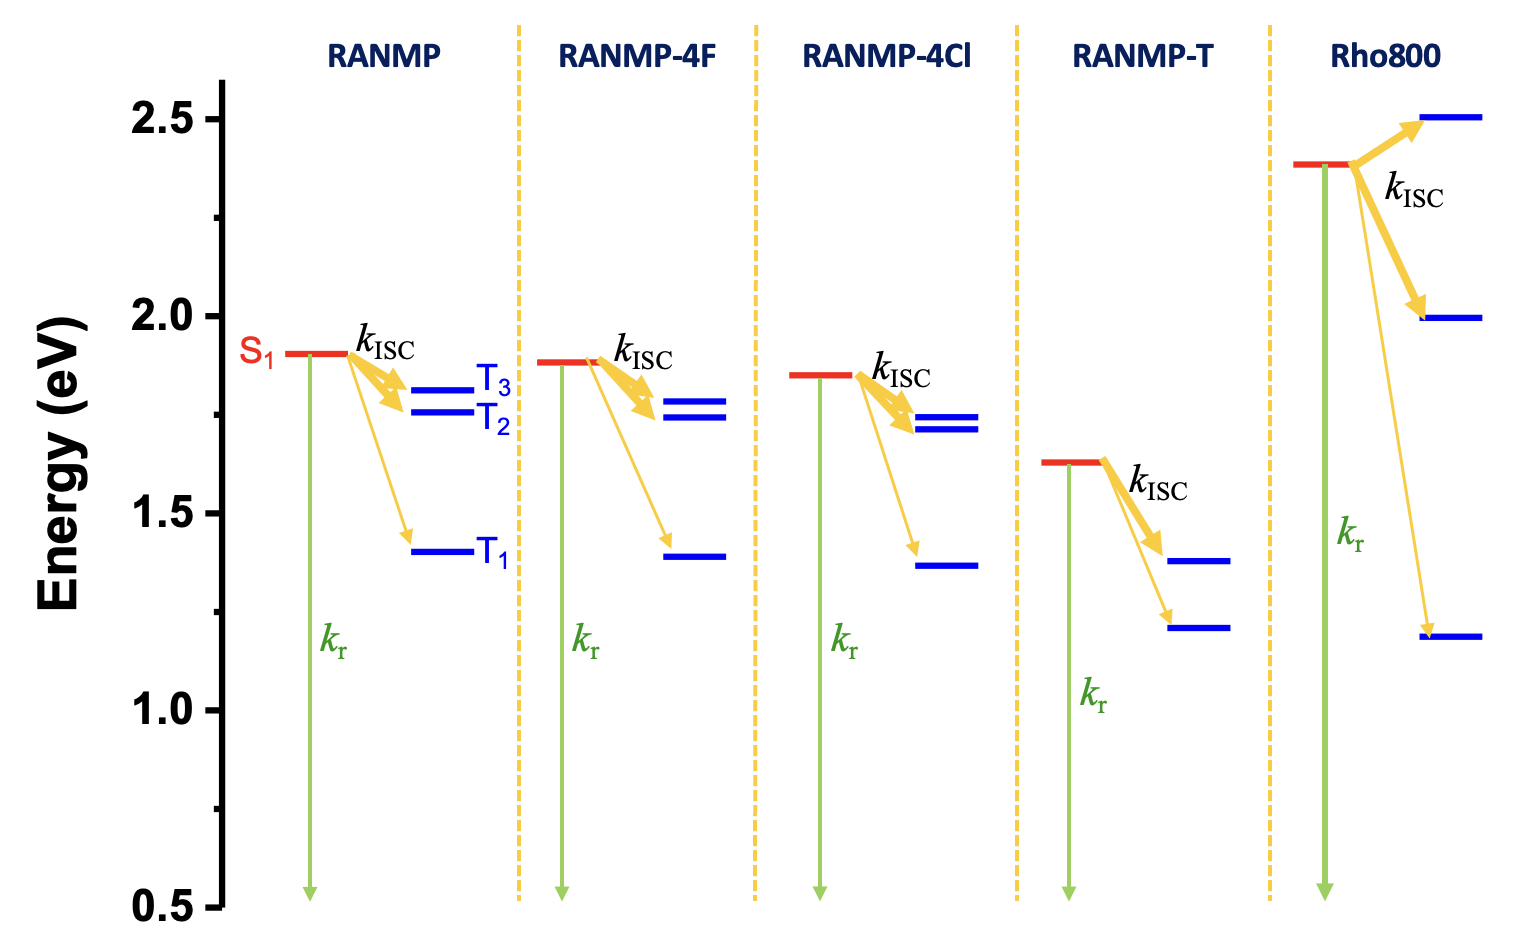 RANMP
RANMP-4F
RANMP-4Cl
RANMP-T
Rho800
Energy (eV)
2.5
2.0
1.5
1.0
0.5
S1
kISC
T3
T2
T1
kr
kISC
kr
kISC
kr
kISC
kr
kISC
kr